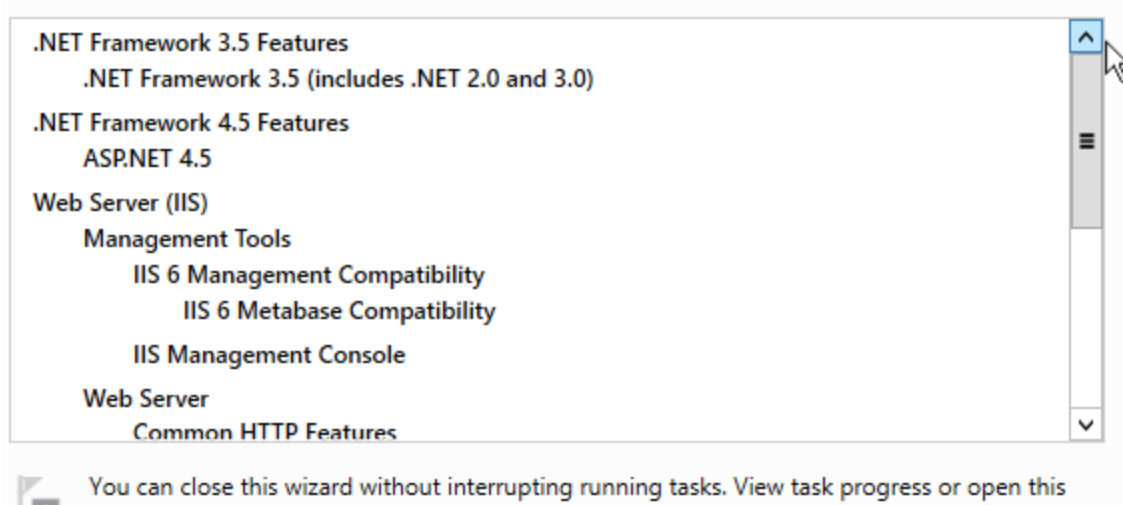 .NET Framework 3.5 Features
.NET Framework 3.5 (includes .NET 2.0 and 3.0)
.NET Framework 4.5 Features
ASP.NET 4.5
Web Server (IIS)
Management Tools
IIS 6 Management Compatibility
IIS 6 Metabase Compatibility
IIS Management Console
Web Server
Common HTTP Features
You can close this wizard without interrupting running tasks. View task progress or open this